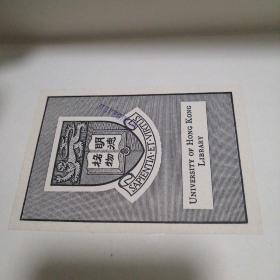 明德
格物
SAPIENTIA·ET·VIRTUS
UNIVERSITY OF HONG KONG
LIBRARY